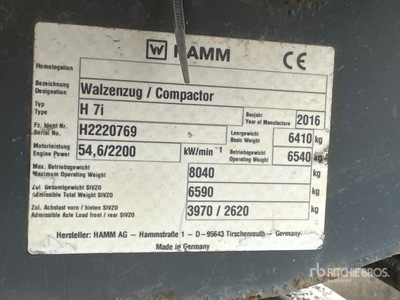 W HAMM CE
Homologation
Bezeichnung
Designation Walzenzug / Compactor
Typ
Type H 7i Baujahr
Year of Manufacture 2016
Fz. Ident Nr.
Serial No. H2220769 Leergewicht
Basic Weight 6410 kg
Motorleistung
Engine Power 54,6/2200 kW/min⁻¹ Betriebsgewicht
Operating Weight 6540 kg
Max. Betriebsgewicht
Maximum Operating Weight 8040 kg
Zul. Gesamtgewicht StVZO
Admissible Total Weight StVZO 6590 kg
Zul. Achslast vorn / hinten StVZO
Admissible Axle Load front / rear StVZO 3970 / 2620 kg
Hersteller: HAMM AG - Hammstraße 1 - D-95643 Tirschenreuth - Germany
Made in Germany
rb RITCHIE BROS.